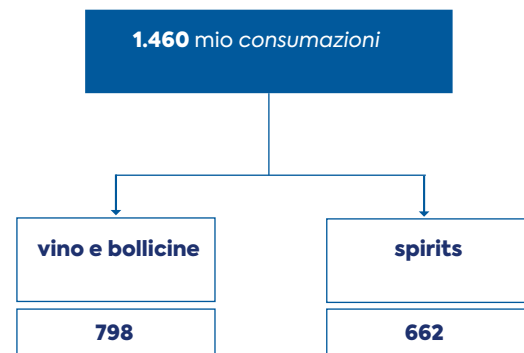 1.460 mio consumazioni
vino e bollicine
spirits
798
662